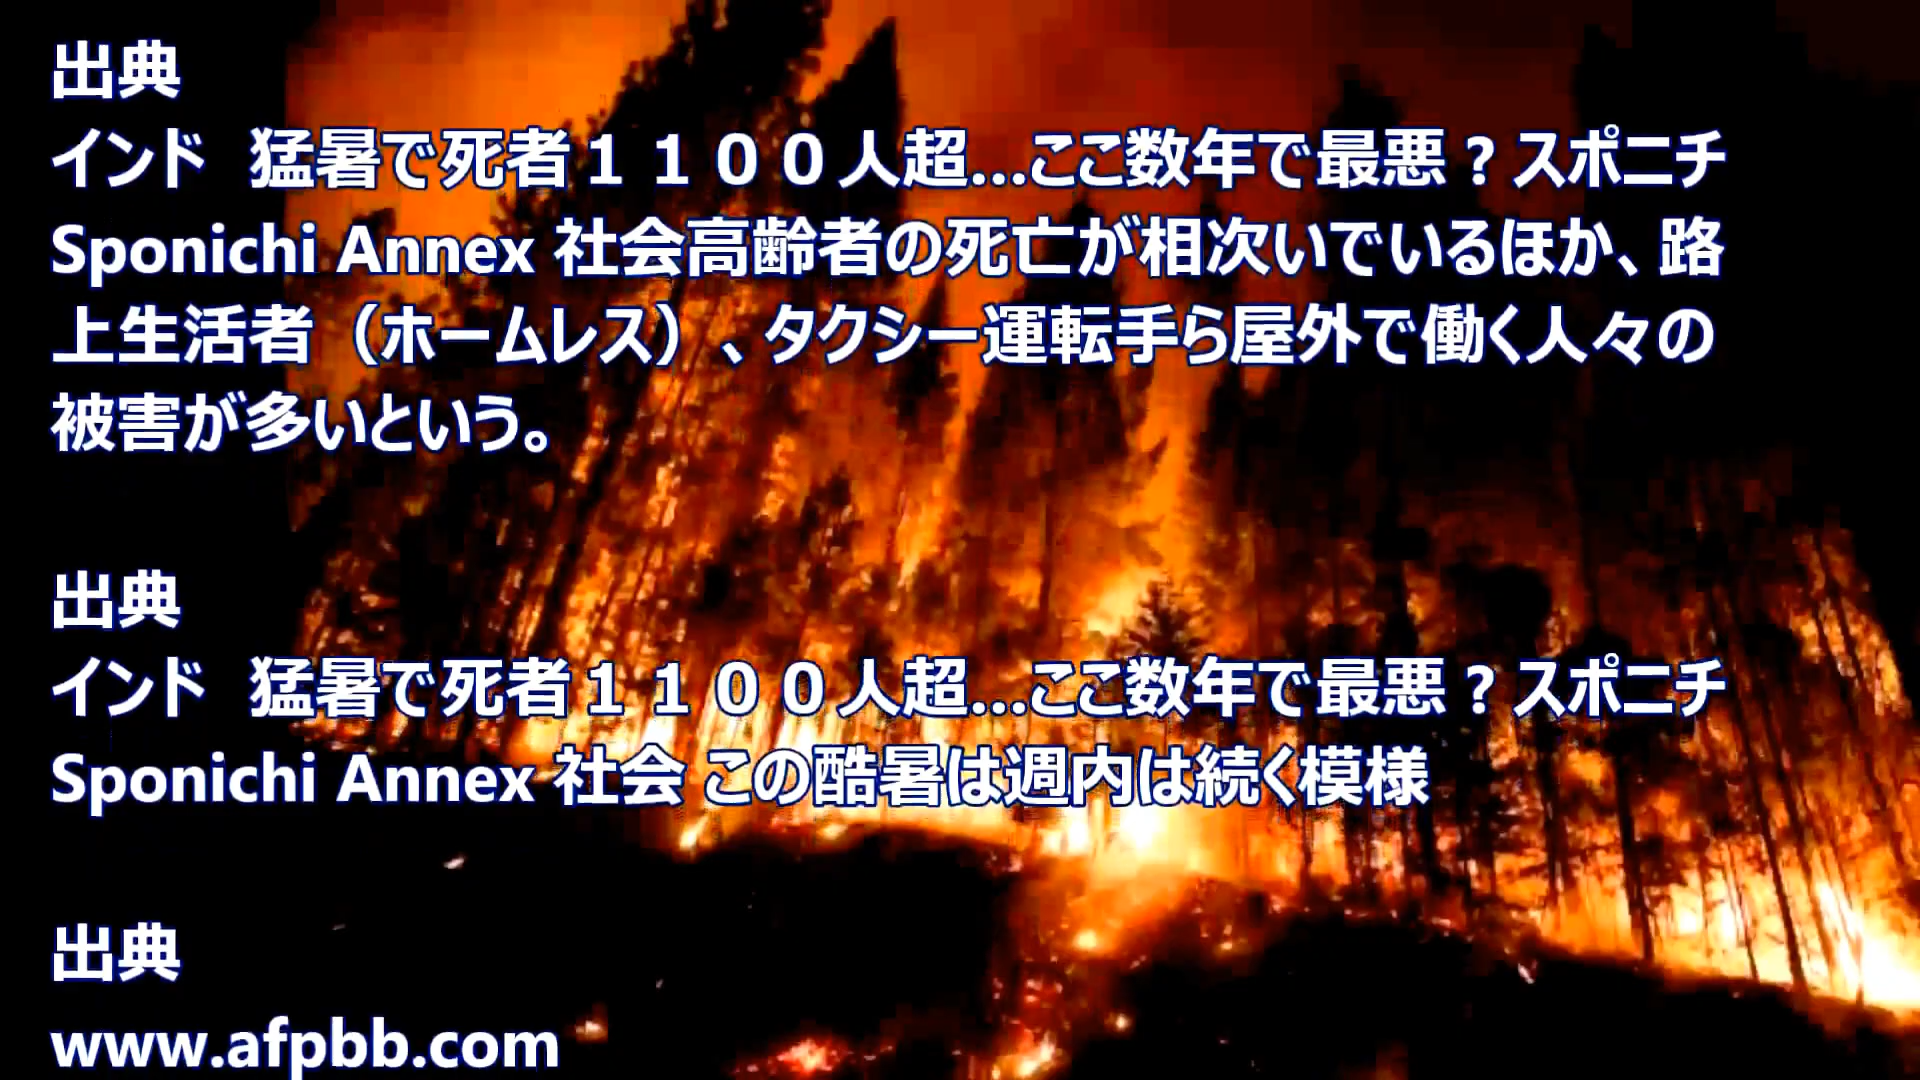 出典
インド　猛暑で死者１１００人超...ここ数年で最悪？スポニチ
Sponichi Annex 社会高齢者の死亡が相次いでいるほか、路
上生活者（ホームレス）、タクシー運転手ら屋外で働く人々の
被害が多いという。
出典
インド　猛暑で死者１１００人超...ここ数年で最悪？スポニチ
Sponichi Annex 社会 この酷暑は週内は続く模様
出典
www.afpbb.com